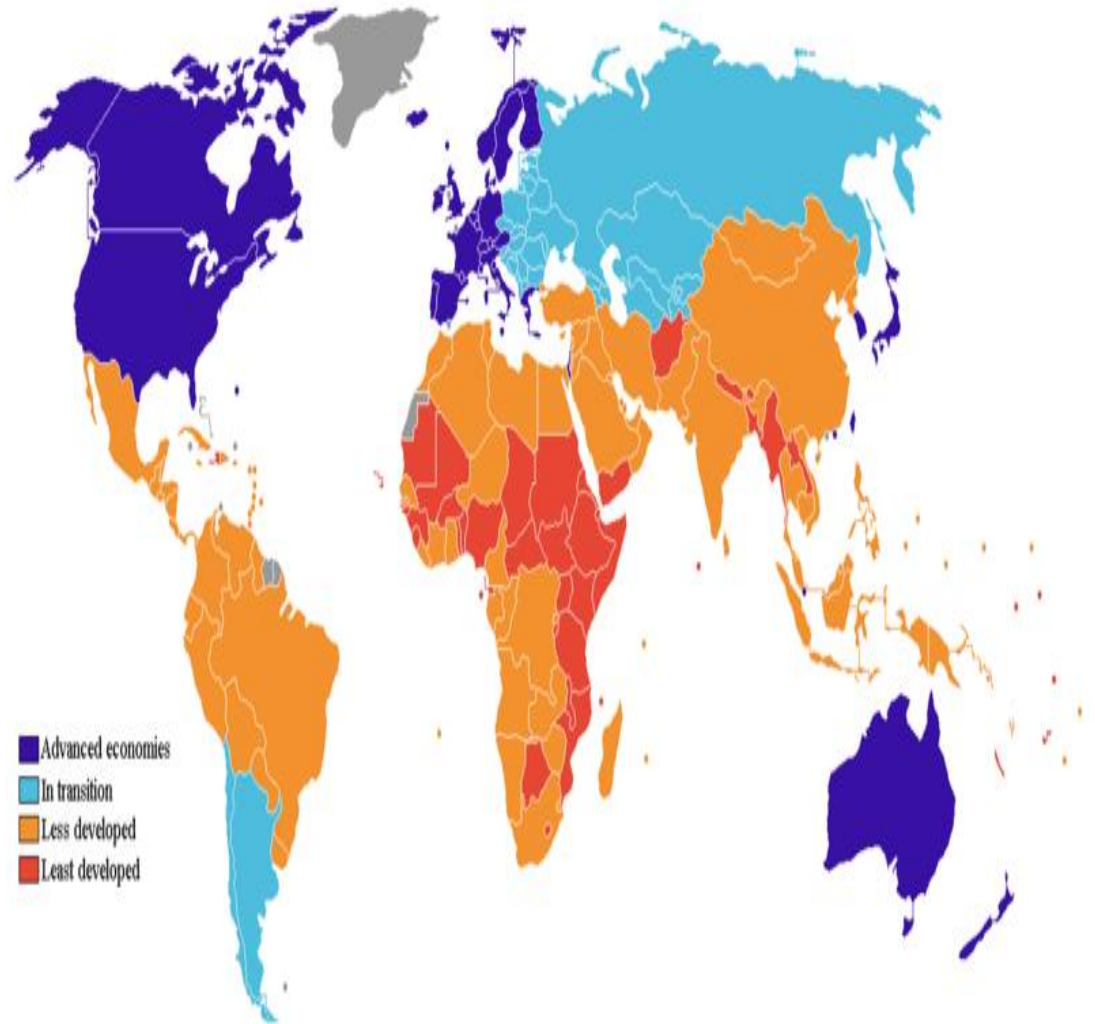 Advanced economies
In transition
Less developed
Least developed